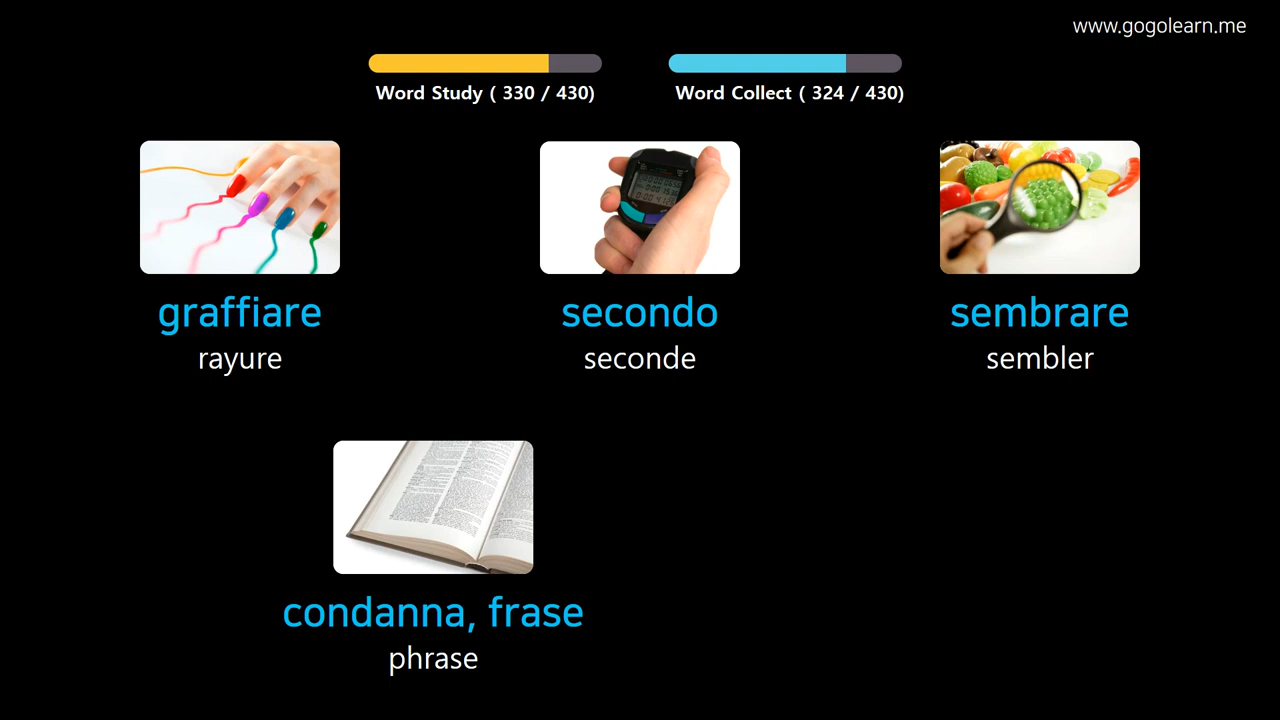 www.gogolearn.me
Word Study ( 330 / 430)
Word Collect ( 324 / 430)
graffiare
rayure
secondo
seconde
sembrare
sembler
condanna, frase
phrase